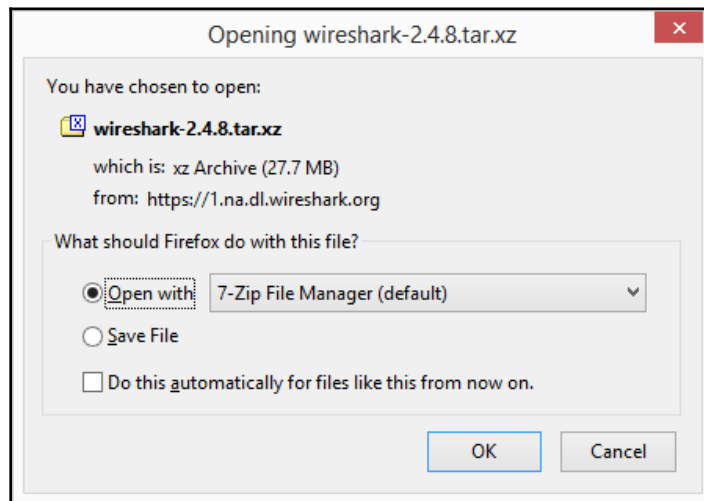 Opening wireshark-2.4.8.tar.xz
You have chosen to open:
wireshark-2.4.8.tar.xz
which is: xz Archive (27.7 MB)
from: https://1.na.dl.wireshark.org
What should Firefox do with this file?
Open with 7-Zip File Manager (default)
Save File
Do this automatically for files like this from now on.
OK Cancel